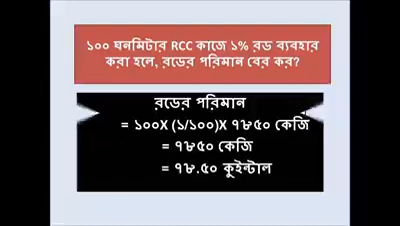 ১০০ ঘনমিটার RCC কাজে ১% রড ব্যবহার
করা হলে, রডের পরিমান বের কর?
রডের পরিমান
= ১০০X (১/১০০)X ৭৮৫০ কেজি
= ৭৮৫০ কেজি
= ৭৮.৫০ কুইন্টাল